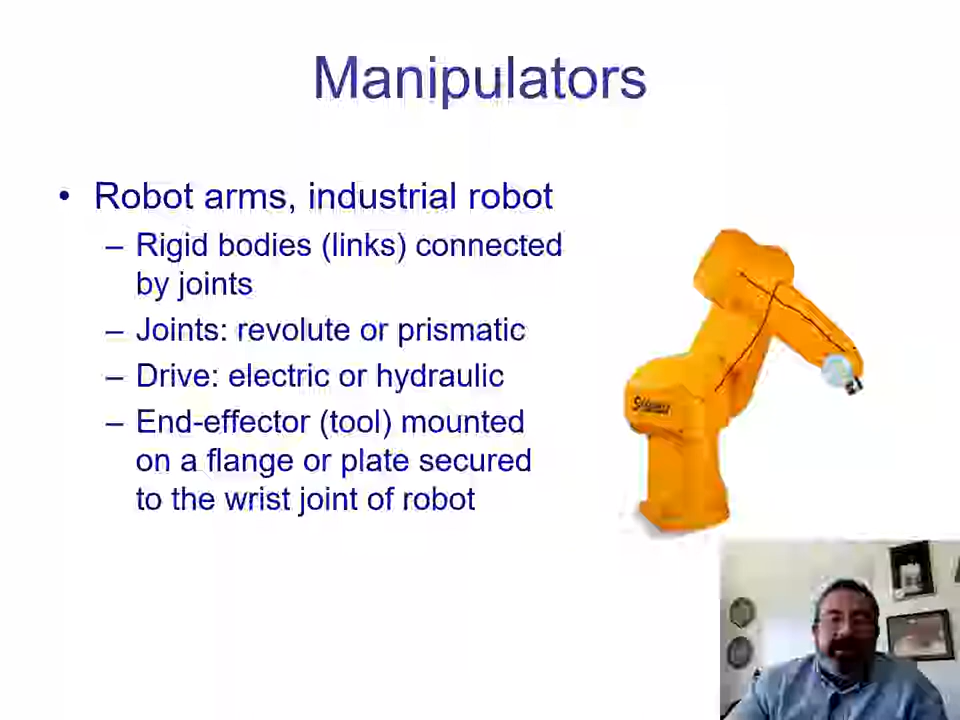 Manipulators
• Robot arms, industrial robot
– Rigid bodies (links) connected
by joints
– Joints: revolute or prismatic
– Drive: electric or hydraulic
– End-effector (tool) mounted
on a flange or plate secured
to the wrist joint of robot